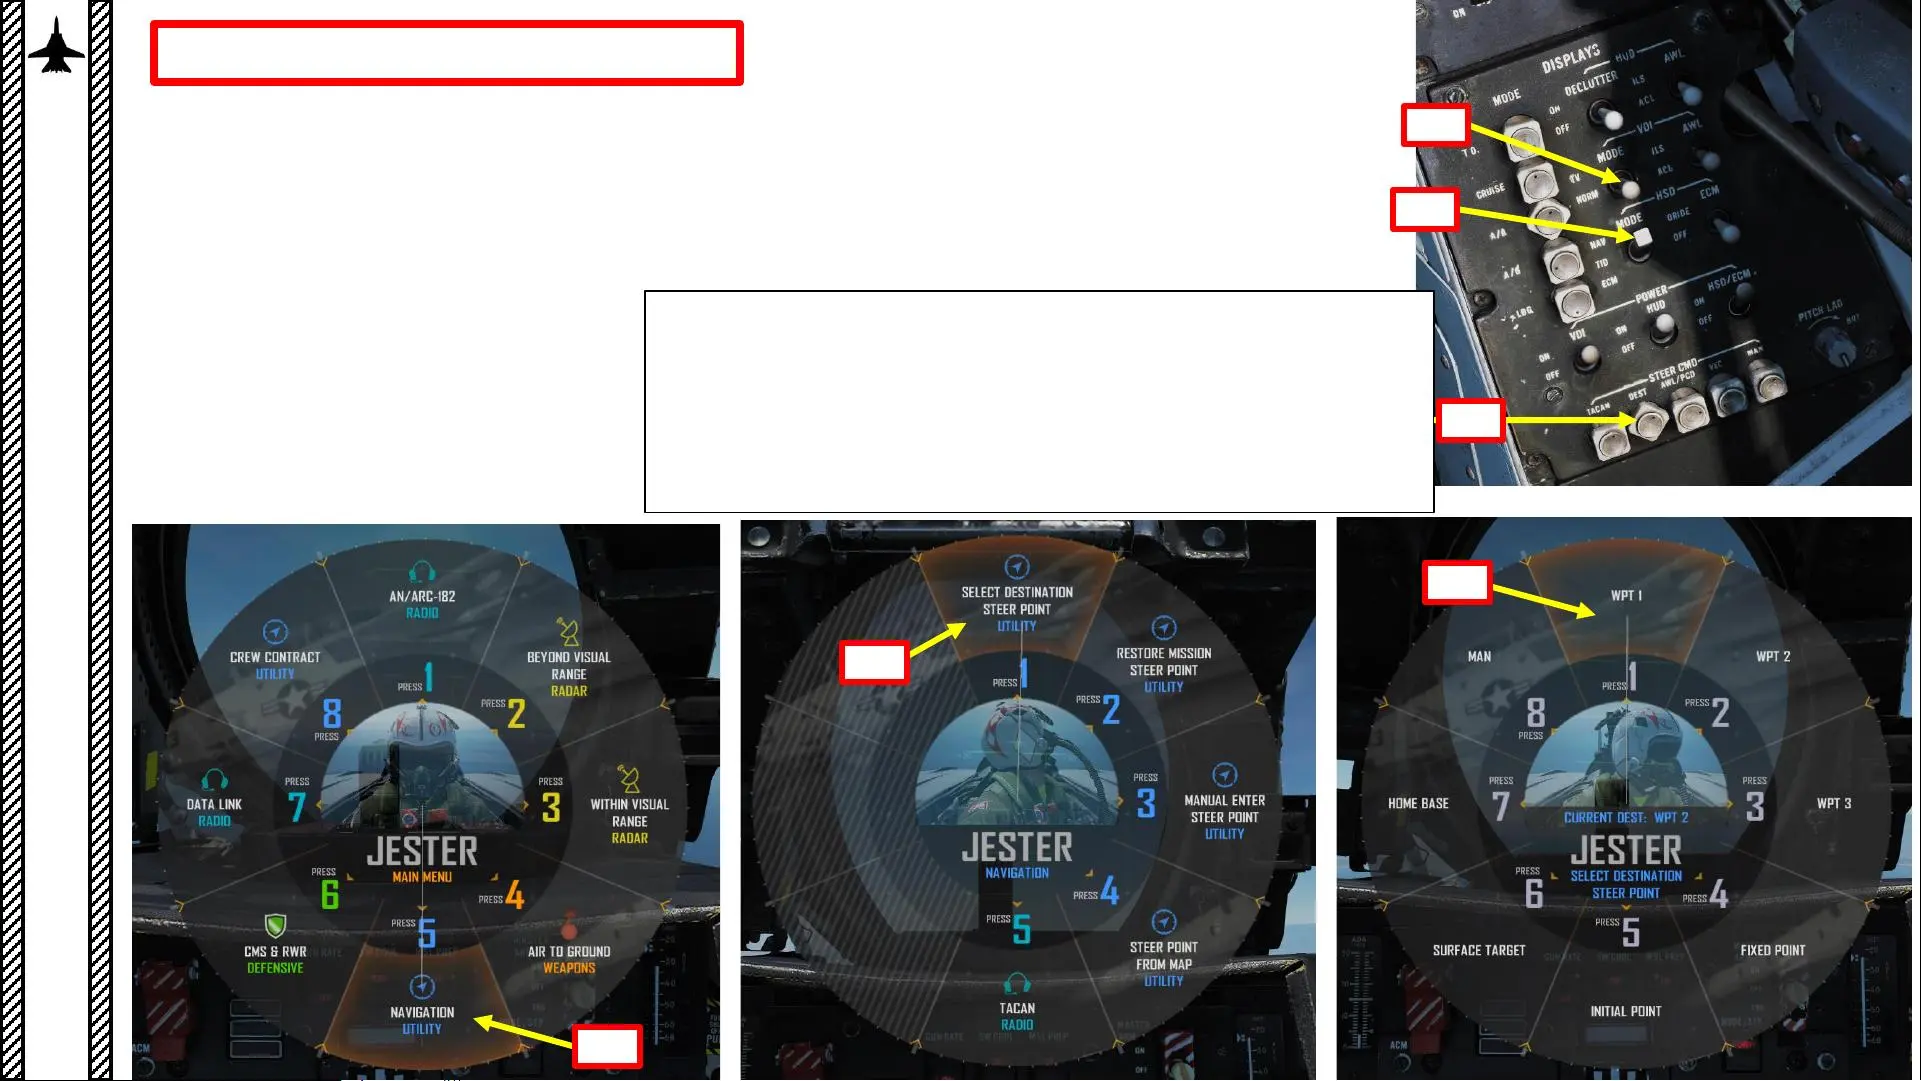 ON
DISPLAYS
HUD
AWL
MODE
DECLUTTER
ILS
ACL
ON
OFF
VDI
AWL
T.O.
MODE
ILS
ACL
TV
NORM
CRUISE
HSD
ECM
MODE
ORIDE
OFF
A/A
NAV
TID
ECM
A/G
POWER
HUD
HSD/ECM
ON
OFF
VDI
ON
OFF
PITCH LAD
ON
OFF
STEER CMD
TACAN
DEST
AWL/PCD
VEC
MAN
AN/ARC-182
RADIO
CREW CONTRACT
UTILITY
BEYOND VISUAL
RANGE
RADAR
PRESS 1
8 PRESS
PRESS 2
DATA LINK
RADIO
PRESS 7
PRESS 3
WITHIN VISUAL
RANGE
RADAR
JESTER
MAIN MENU
PRESS 6
PRESS 4
PRESS 5
CMS & RWR
DEFENSIVE
AIR TO GROUND
WEAPONS
NAVIGATION
UTILITY
ACM
SELECT DESTINATION
STEER POINT
UTILITY
RESTORE MISSION
STEER POINT
UTILITY
PRESS 1
PRESS 2
PRESS 3
MANUAL ENTER
STEER POINT
UTILITY
JESTER
NAVIGATION
PRESS 4
PRESS 5
STEER POINT
FROM MAP
UTILITY
TACAN
RADIO
WPT 1
MAN
WPT 2
PRESS 1
8 PRESS
PRESS 2
HOME BASE
PRESS 7
PRESS 3
WPT 3
CURRENT DEST: WPT 2
JESTER
SELECT DESTINATION
STEER POINT
PRESS 6
PRESS 4
PRESS 5
SURFACE TARGET
FIXED POINT
INITIAL POINT
ACM